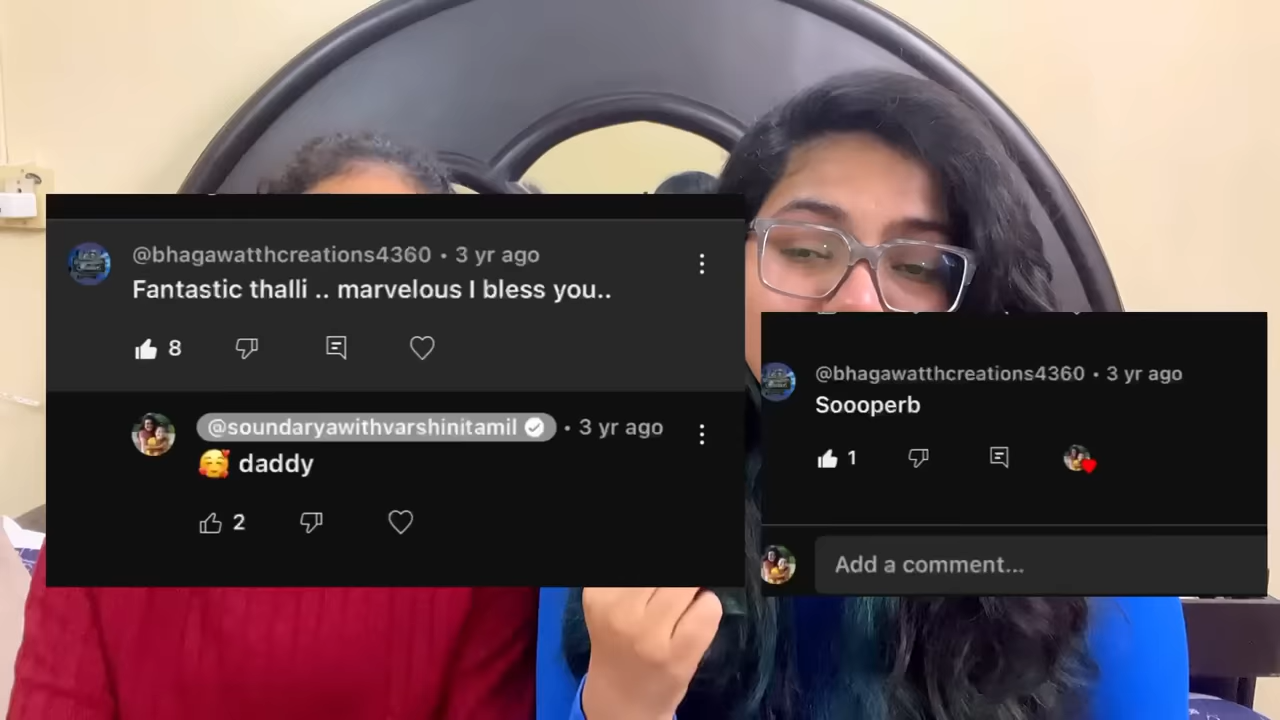 @bhagawatthcreations4360 • 3 yr ago
Fantastic thalli .. marvelous I bless you..
8
@soundaryawithvarshinitamil • 3 yr ago
🥰 daddy
2
@bhagawatthcreations4360 • 3 yr ago
Soooperb
1
Add a comment...